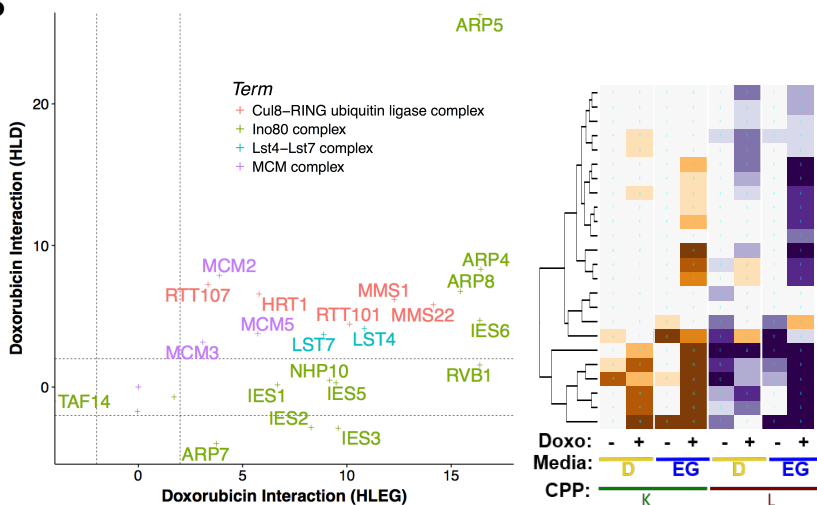 ARP5
20
Term
Cul8−RING ubiquitin ligase complex
Ino80 complex
Lst4−Lst7 complex
MCM complex
Doxorubicin Interaction (HLD)
10
MCM2
ARP4
RTT107
HRT1
MMS1
ARP8
RTT101
MMS22
MCM5
IES6
MCM3
LST7
LST4
NHP10
RVB1
0
TAF14
IES1
IES5
IES2
IES3
ARP7
0 5 10 15
Doxorubicin Interaction (HLEG)
Doxo: - + - + - + - +
Media: D EG D EG
CPP: K L